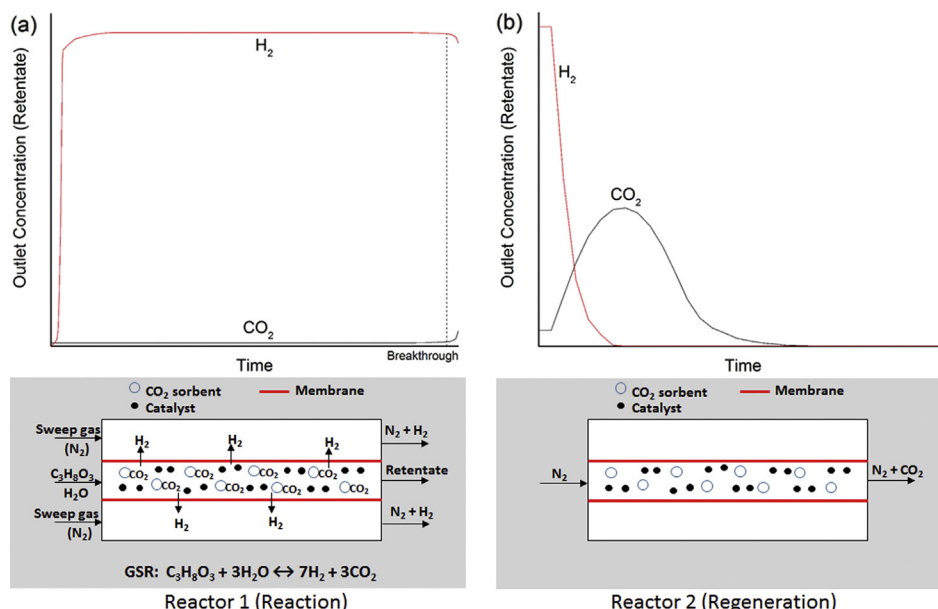 (a)
Outlet Concentration (Retentate)
H₂
CO₂
Time
Breakthrough
CO₂ sorbent
Membrane
Catalyst
Sweep gas
(N₂)
H₂
H₂
H₂
N₂ + H₂
C₃H₈O₃
H₂O
CO₂
CO₂
CO₂
CO₂
CO₂
CO₂
CO₂
Retentate
Sweep gas
(N₂)
H₂
H₂
N₂ + H₂
GSR: C₃H₈O₃ + 3H₂O ↔ 7H₂ + 3CO₂
Reactor 1 (Reaction)
(b)
Outlet Concentration (Retentate)
H₂
CO₂
Time
CO₂ sorbent
Membrane
Catalyst
N₂
N₂ + CO₂
Reactor 2 (Regeneration)